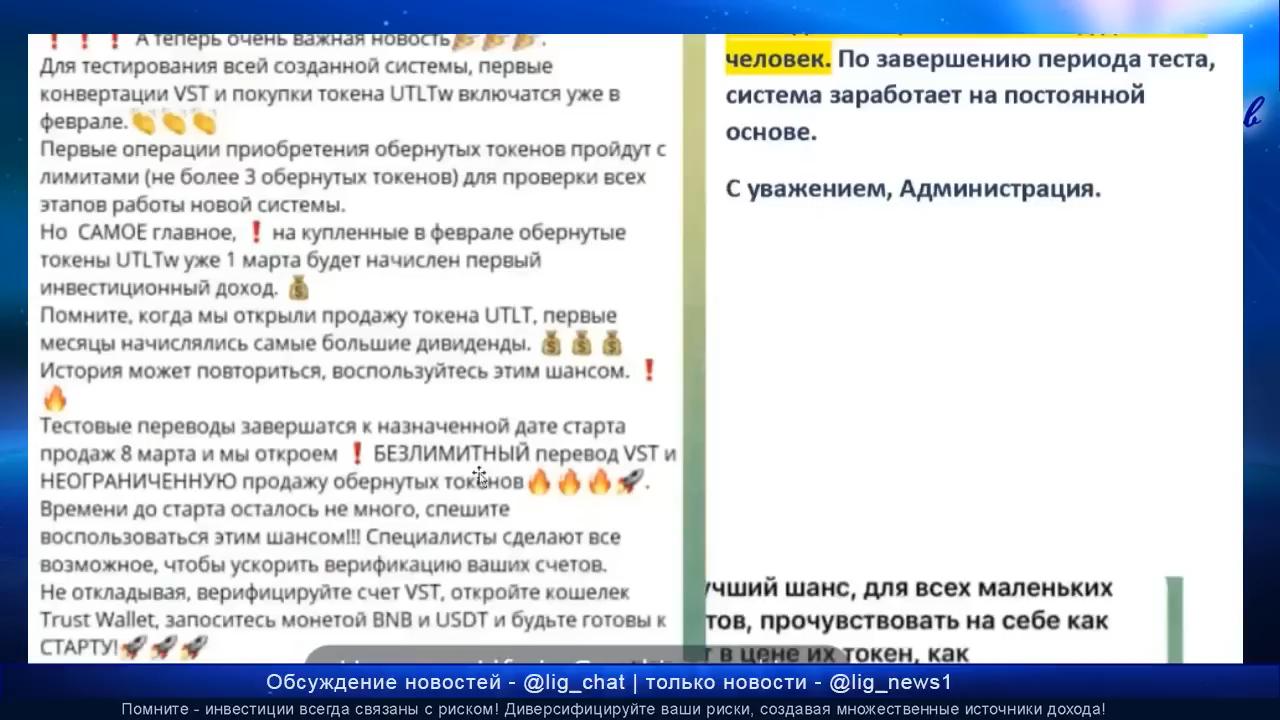 ❗❗❗ А теперь очень важная новость🎉🎉🎉.
Для тестирования всей созданной системы, первые
конвертации VST и покупки токена UTLTw включатся уже в
феврале.👏👏👏
Первые операции приобретения обернутых токенов пройдут с
лимитами (не более 3 обернутых токенов) для проверки всех
этапов работы новой системы.
Но САМОЕ главное, ❗на купленные в феврале обернутые
токены UTLTw уже 1 марта будет начислен первый
инвестиционный доход. 💰
Помните, когда мы открыли продажу токена UTLT, первые
месяцы начислялись самые большие дивиденды. 💰💰💰
История может повториться, воспользуйтесь этим шансом. ❗
🔥
Тестовые переводы завершатся к назначенной дате старта
продаж 8 марта и мы откроем ❗БЕЗЛИМИТНЫЙ перевод VST и
НЕОГРАНИЧЕННУЮ продажу обернутых токенов🔥🔥🔥🚀.
Времени до старта осталось не много, спешите
воспользоваться этим шансом!!! Специалисты сделают все
возможное, чтобы ускорить верификацию ваших счетов.
Не откладывая, верифицируйте счет VST, откройте кошелек
Trust Wallet, запоситесь монетой BNB и USDT и будьте готовы к
СТАРТУ!🚀🚀🚀
человек. По завершению периода теста,
система заработает на постоянной
основе.
С уважением, Администрация.
учший шанс, для всех маленьких
тов, прочувствовать на себе как
т в цене их токен, как
в
Обсуждение новостей - @lig_chat | только новости - @lig_news1
Помните - инвестиции всегда связаны с риском! Диверсифицируйте ваши риски, создавая множественные источники дохода!